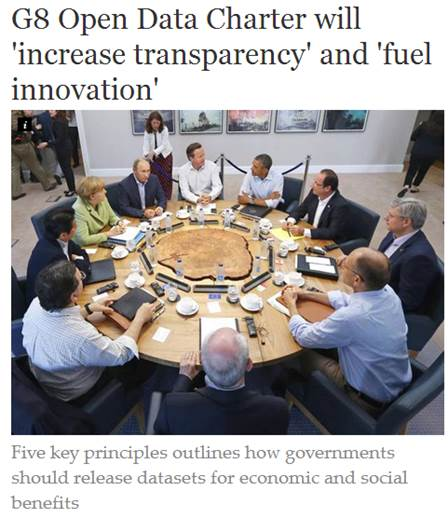 G8 Open Data Charter will
'increase transparency' and 'fuel
innovation'
i
Five key principles outlines how governments
should release datasets for economic and social
benefits